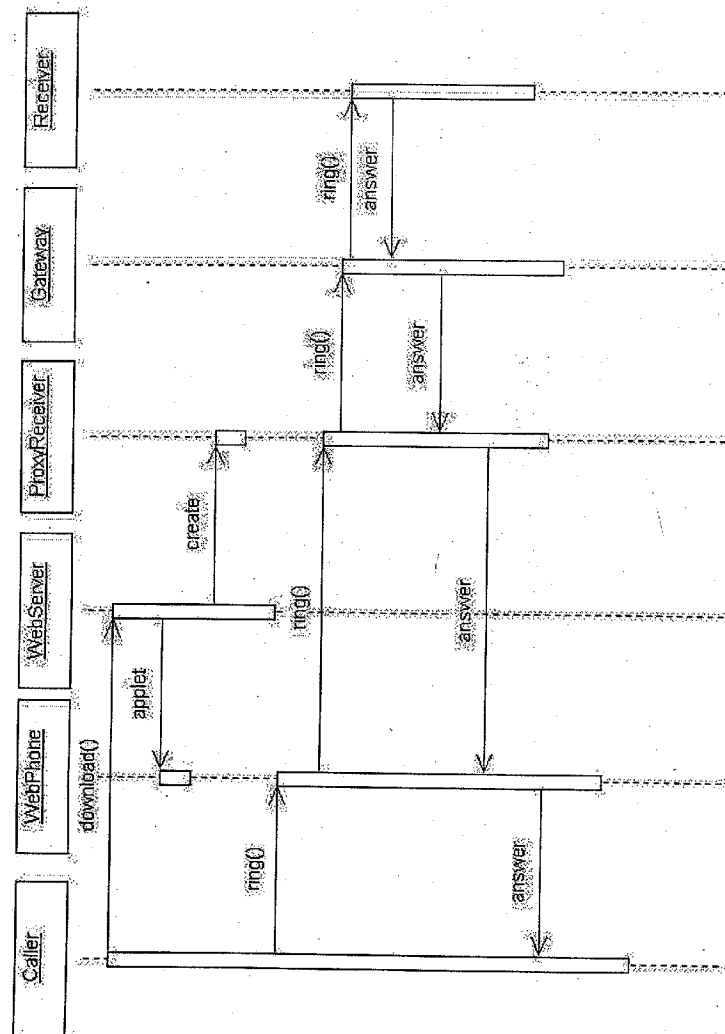 Caller
WebPhone
WebServer
ProxyReceiver
Gateway
Receiver
download()
applet
create
ring()
ring()
ring()
ring()
answer
answer
answer
answer